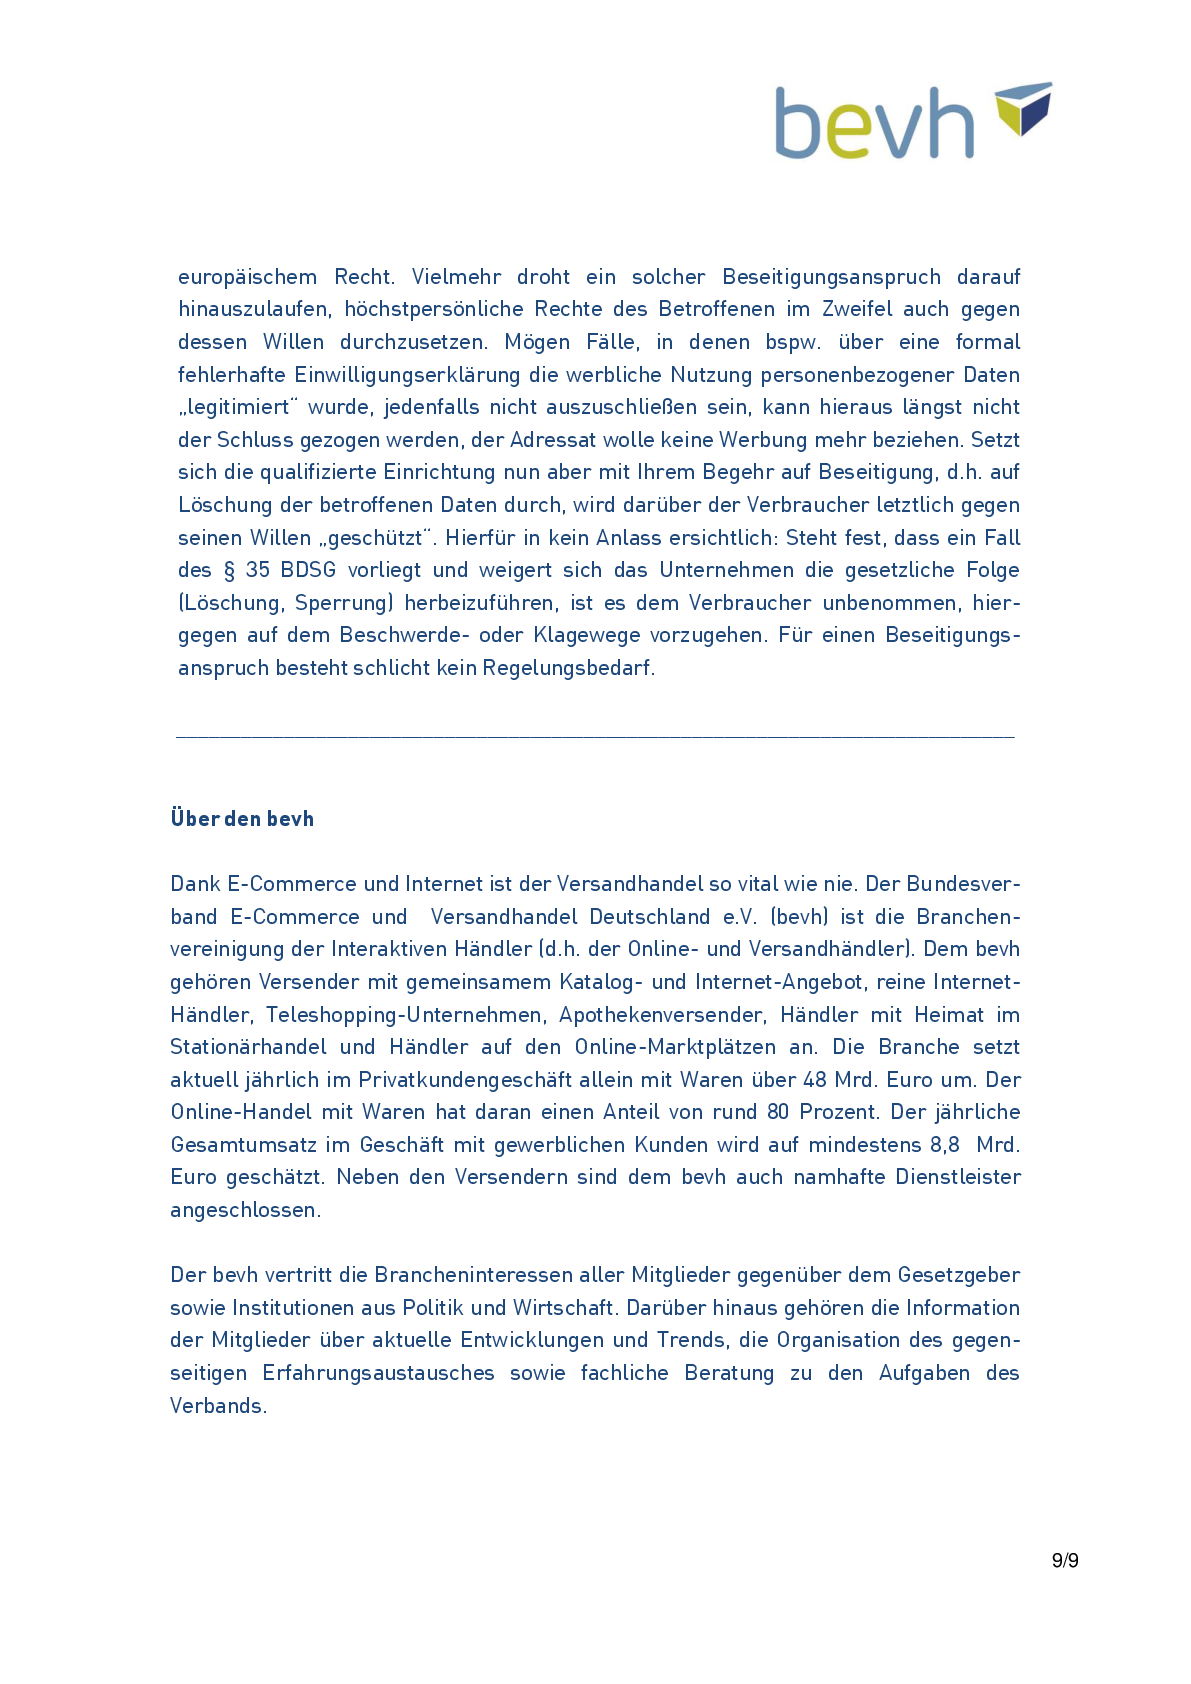 bevh
europäischem Recht. Vielmehr droht ein solcher Beseitigungsanspruch darauf
hinauszulaufen, höchstpersönliche Rechte des Betroffenen im Zweifel auch gegen
dessen Willen durchzusetzen. Mögen Fälle, in denen bspw. über eine formal
fehlerhafte Einwilligungserklärung die werbliche Nutzung personenbezogener Daten
„legitimiert“ wurde, jedenfalls nicht auszuschließen sein, kann hieraus längst nicht
der Schluss gezogen werden, der Adressat wolle keine Werbung mehr beziehen. Setzt
sich die qualifizierte Einrichtung nun aber mit Ihrem Begehr auf Beseitigung, d.h. auf
Löschung der betroffenen Daten durch, wird darüber der Verbraucher letztlich gegen
seinen Willen „geschützt“. Hierfür in kein Anlass ersichtlich: Steht fest, dass ein Fall
des § 35 BDSG vorliegt und weigert sich das Unternehmen die gesetzliche Folge
(Löschung, Sperrung) herbeizuführen, ist es dem Verbraucher unbenommen, hier-
gegen auf dem Beschwerde- oder Klagewege vorzugehen. Für einen Beseitigungs-
anspruch besteht schlicht kein Regelungsbedarf.
Über den bevh
Dank E-Commerce und Internet ist der Versandhandel so vital wie nie. Der Bundesver-
band E-Commerce und Versandhandel Deutschland e.V. (bevh) ist die Branchen-
vereinigung der Interaktiven Händler (d.h. der Online- und Versandhändler). Dem bevh
gehören Versender mit gemeinsamem Katalog- und Internet-Angebot, reine Internet-
Händler, Teleshopping-Unternehmen, Apothekenversender, Händler mit Heimat im
Stationärhandel und Händler auf den Online-Marktplätzen an. Die Branche setzt
aktuell jährlich im Privatkundengeschäft allein mit Waren über 48 Mrd. Euro um. Der
Online-Handel mit Waren hat daran einen Anteil von rund 80 Prozent. Der jährliche
Gesamtumsatz im Geschäft mit gewerblichen Kunden wird auf mindestens 8,8 Mrd.
Euro geschätzt. Neben den Versendern sind dem bevh auch namhafte Dienstleister
angeschlossen.
Der bevh vertritt die Brancheninteressen aller Mitglieder gegenüber dem Gesetzgeber
sowie Institutionen aus Politik und Wirtschaft. Darüber hinaus gehören die Information
der Mitglieder über aktuelle Entwicklungen und Trends, die Organisation des gegen-
seitigen Erfahrungsaustausches sowie fachliche Beratung zu den Aufgaben des
Verbands.
9/9